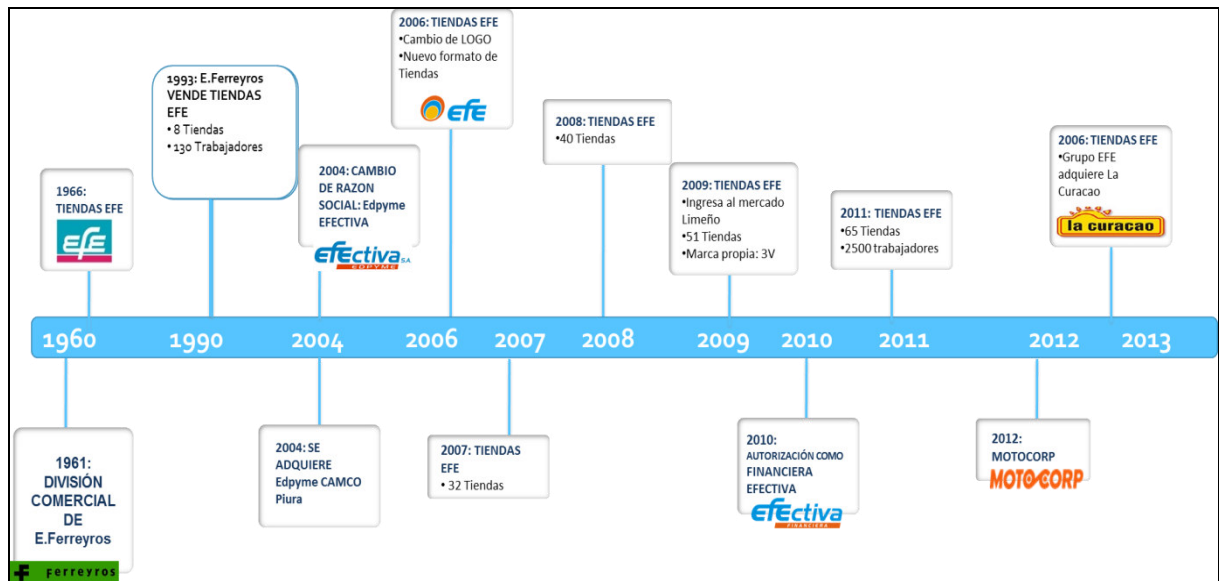 2006: TIENDAS EFE
•Cambio de LOGO
•Nuevo formato de
Tiendas
efe
1993: E.Ferreyros
VENDE TIENDAS
EFE
• 8 Tiendas
• 130 Trabajadores
2008: TIENDAS EFE
•40 Tiendas
2006: TIENDAS EFE
•Grupo EFE
adquiere La
Curacao
la curacao
1966:
TIENDAS EFE
efe
2004: CAMBIO
DE RAZON
SOCIAL: Edpyme
EFECTIVA
EFEctiva S.A.
EDPYME
2009: TIENDAS EFE
•Ingresa al mercado
Limeño
•51 Tiendas
•Marca propia: 3V
2011: TIENDAS EFE
•65 Tiendas
•2500 trabajadores
1960 1990 2004 2006 2007 2008 2009 2010 2011 2012 2013
1961:
DIVISIÓN
COMERCIAL
DE
E.Ferreyros
Ferreyros
2004: SE
ADQUIERE
Edpyme CAMCO
Piura
2007: TIENDAS
EFE
• 32 Tiendas
2010:
AUTORIZACIÓN COMO
FINANCIERA
EFECTIVA
EFEctiva
FINANCIERA
2012:
MOTOCORP
MOTOCORP